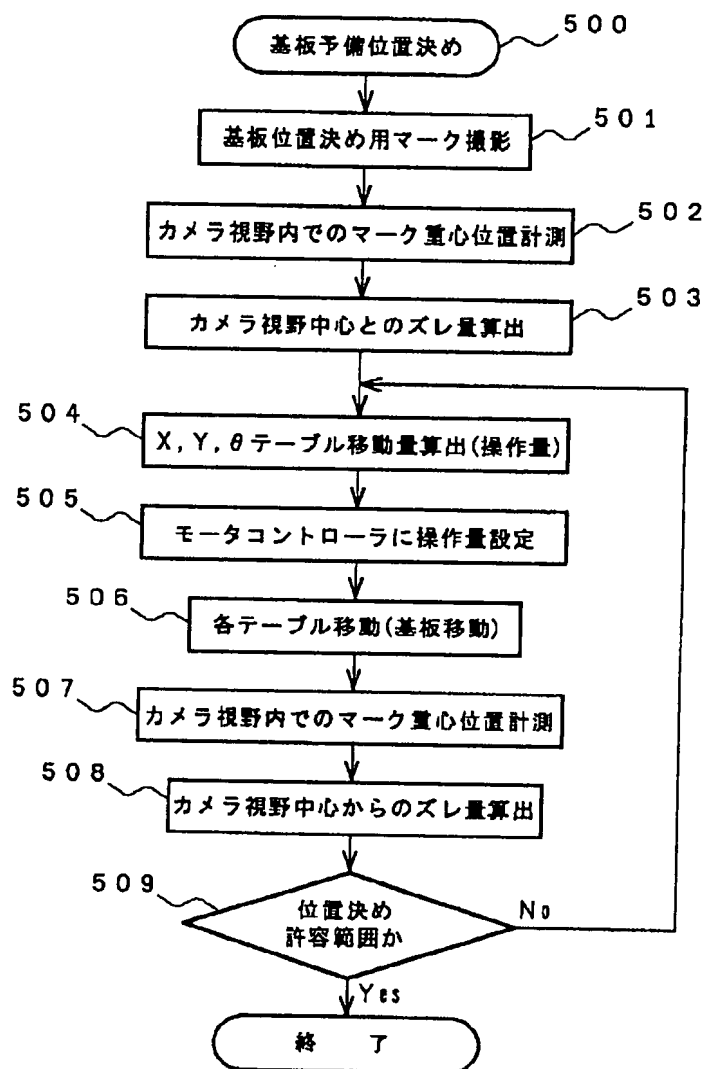 基板予備位置決め
５００
基板位置決め用マーク撮影
５０１
カメラ視野内でのマーク重心位置計測
５０２
カメラ視野中心とのズレ量算出
５０３
５０４
X, Y, θテーブル移動量算出(操作量)
５０５
モータコントローラに操作量設定
５０６
各テーブル移動(基板移動)
５０７
カメラ視野内でのマーク重心位置計測
５０８
カメラ視野中心からのズレ量算出
５０９
位置決め
許容範囲か
No
Yes
終　了